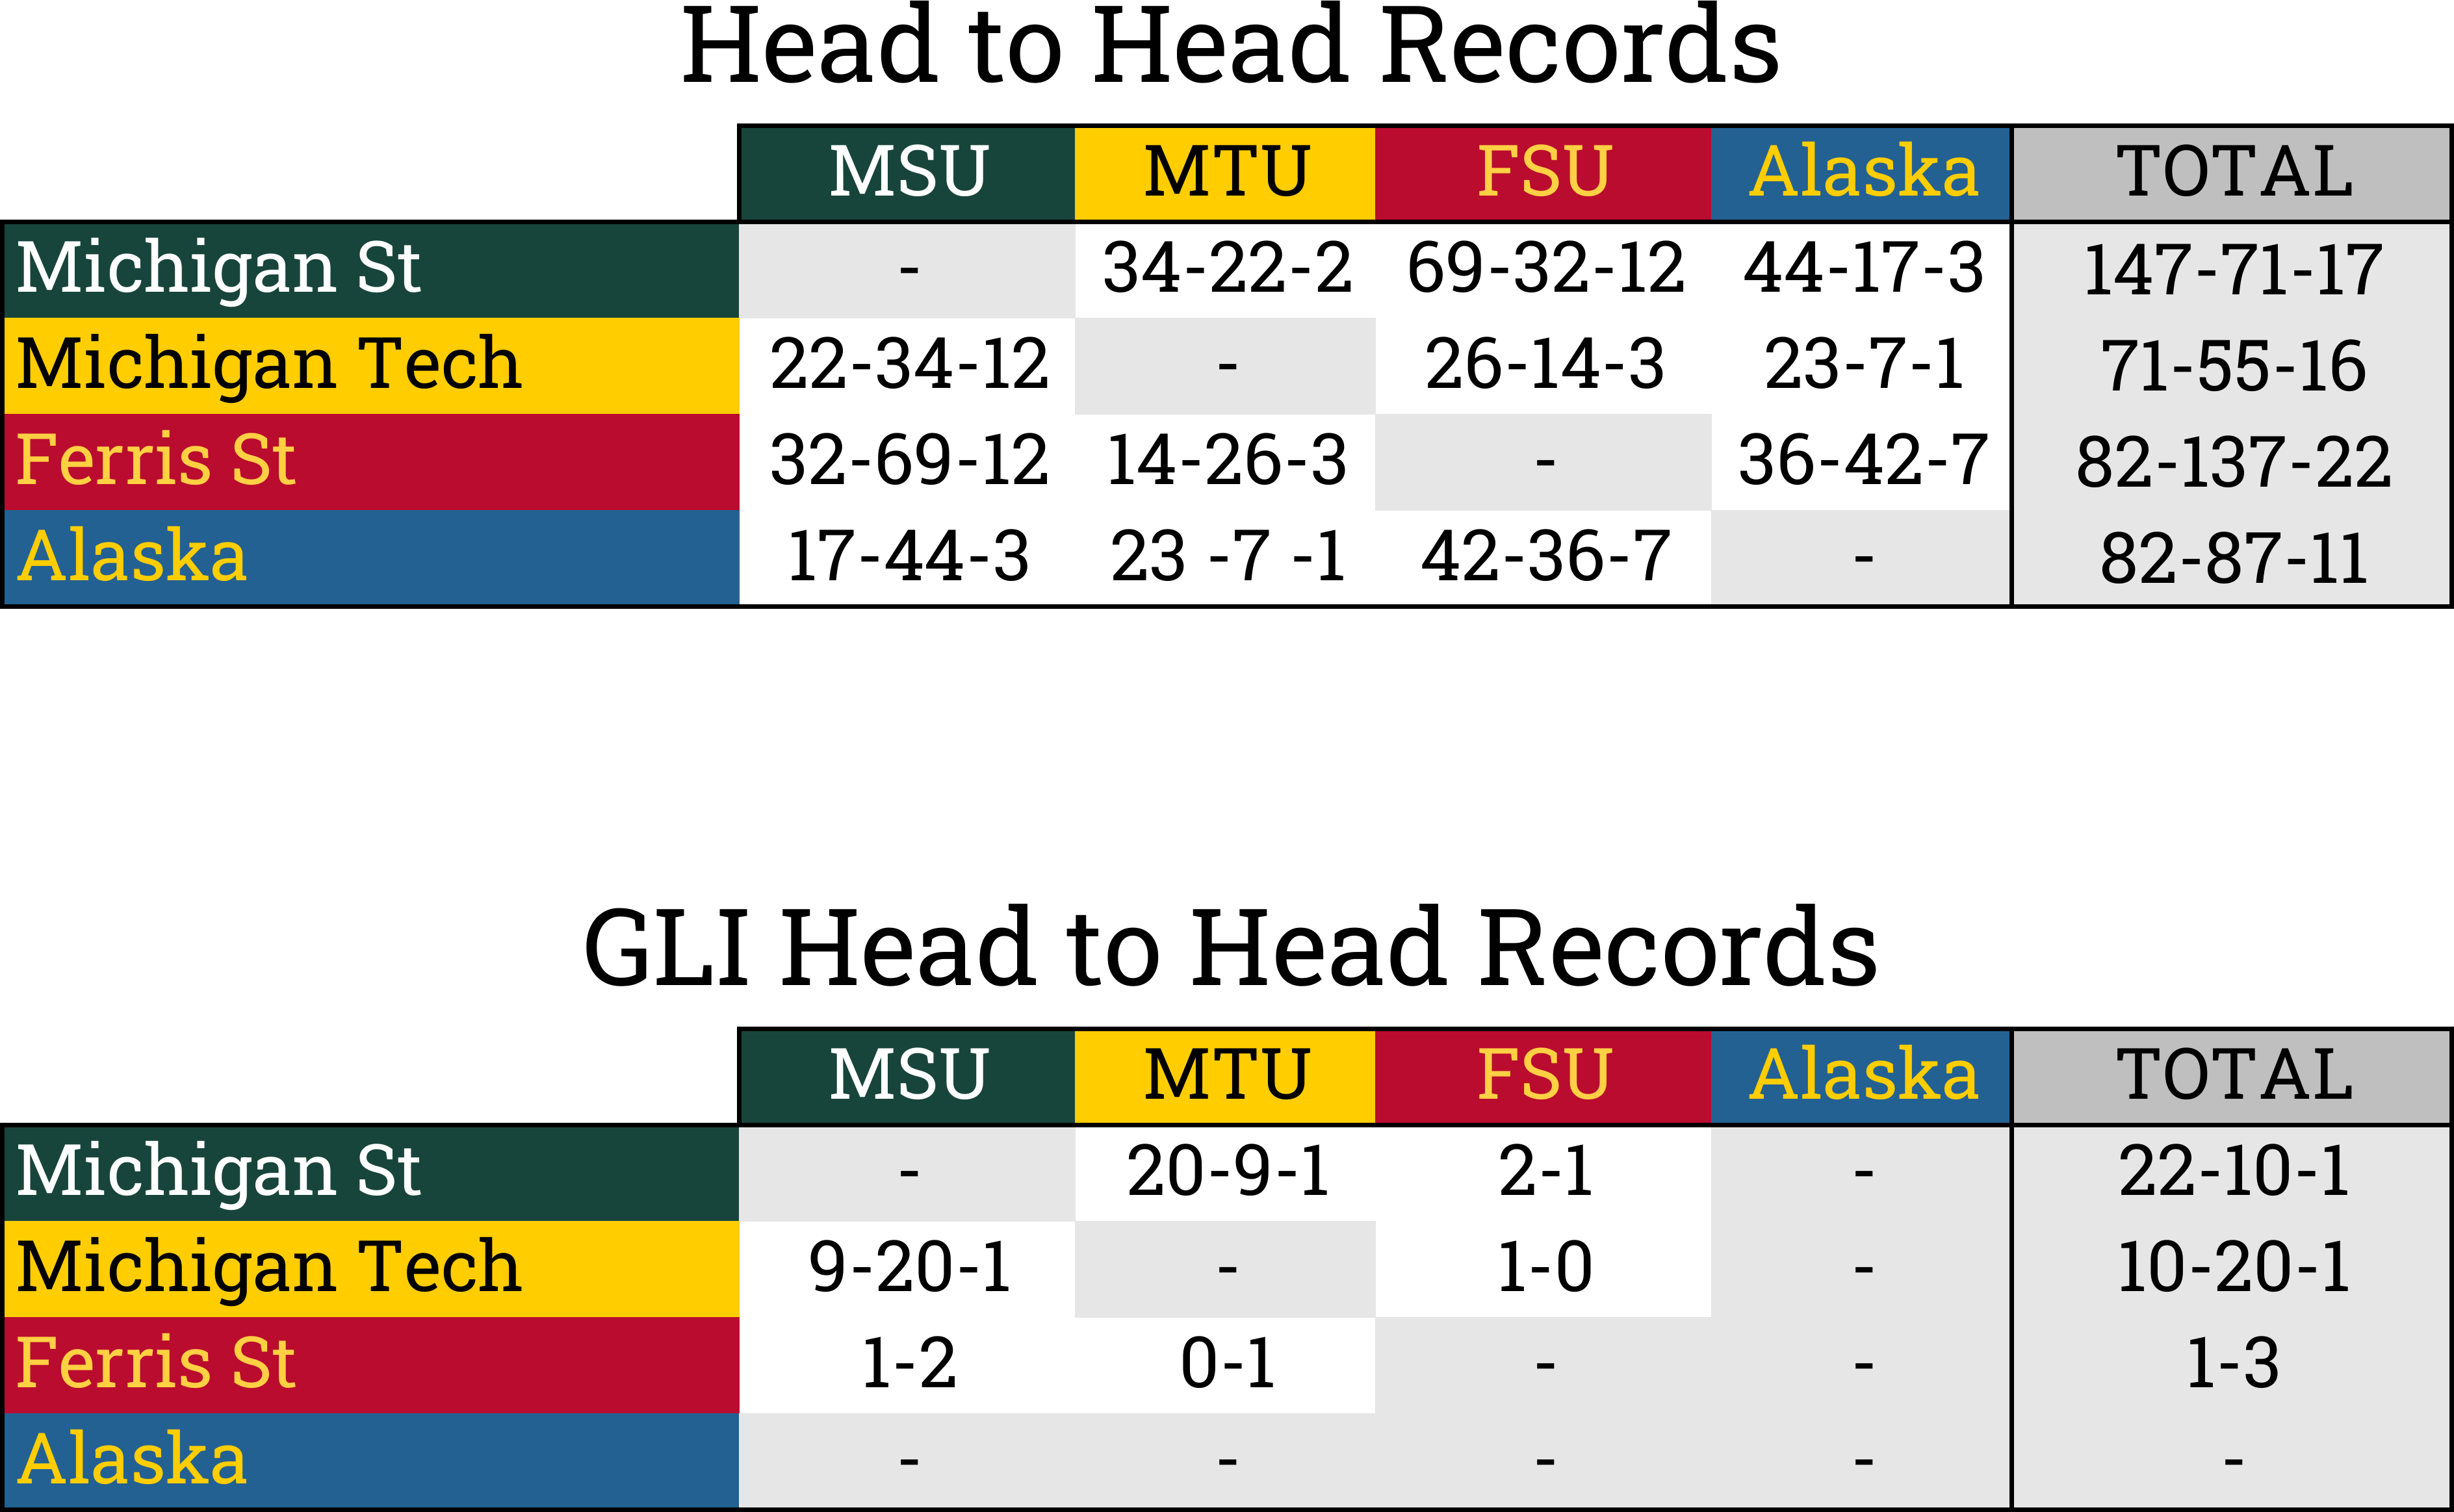 Head to Head Records
MSU MTU FSU Alaska TOTAL
Michigan St - 34-22-2 69-32-12 44-17-3 147-71-17
Michigan Tech 22-34-12 - 26-14-3 23-7-1 71-55-16
Ferris St 32-69-12 14-26-3 - 36-42-7 82-137-22
Alaska 17-44-3 23 -7 -1 42-36-7 - 82-87-11
GLI Head to Head Records
MSU MTU FSU Alaska TOTAL
Michigan St - 20-9-1 2-1 - 22-10-1
Michigan Tech 9-20-1 - 1-0 - 10-20-1
Ferris St 1-2 0-1 - - 1-3
Alaska - - - - -